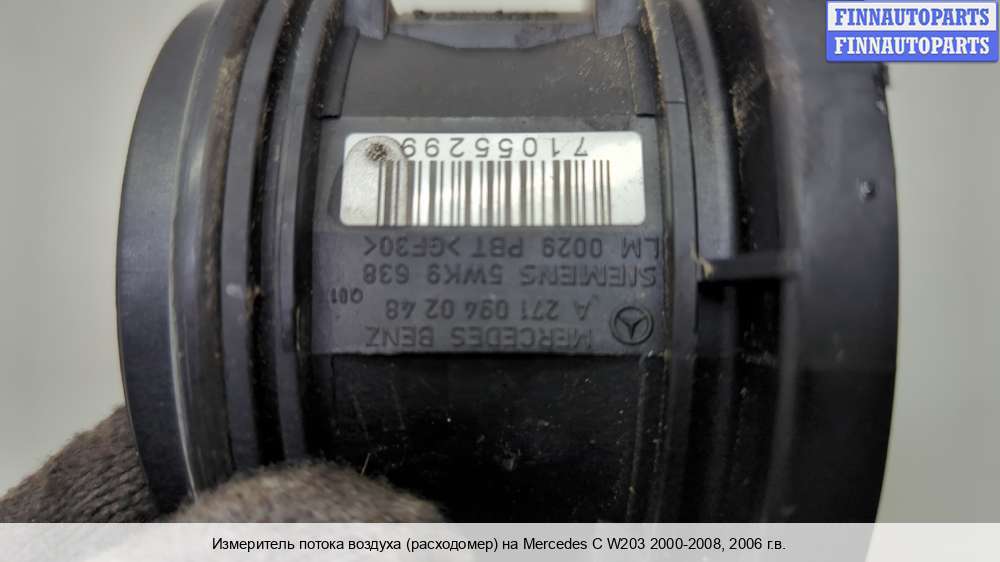 FINNAUTOPARTS
FINNAUTOPARTS
MERCEDES BENZ
A 271 094 02 48
SIEMENS 5WK9 638
LM 0029 PBT >GF30<
71055299
Измеритель потока воздуха (расходомер) на Mercedes C W203 2000-2008, 2006 г.в.